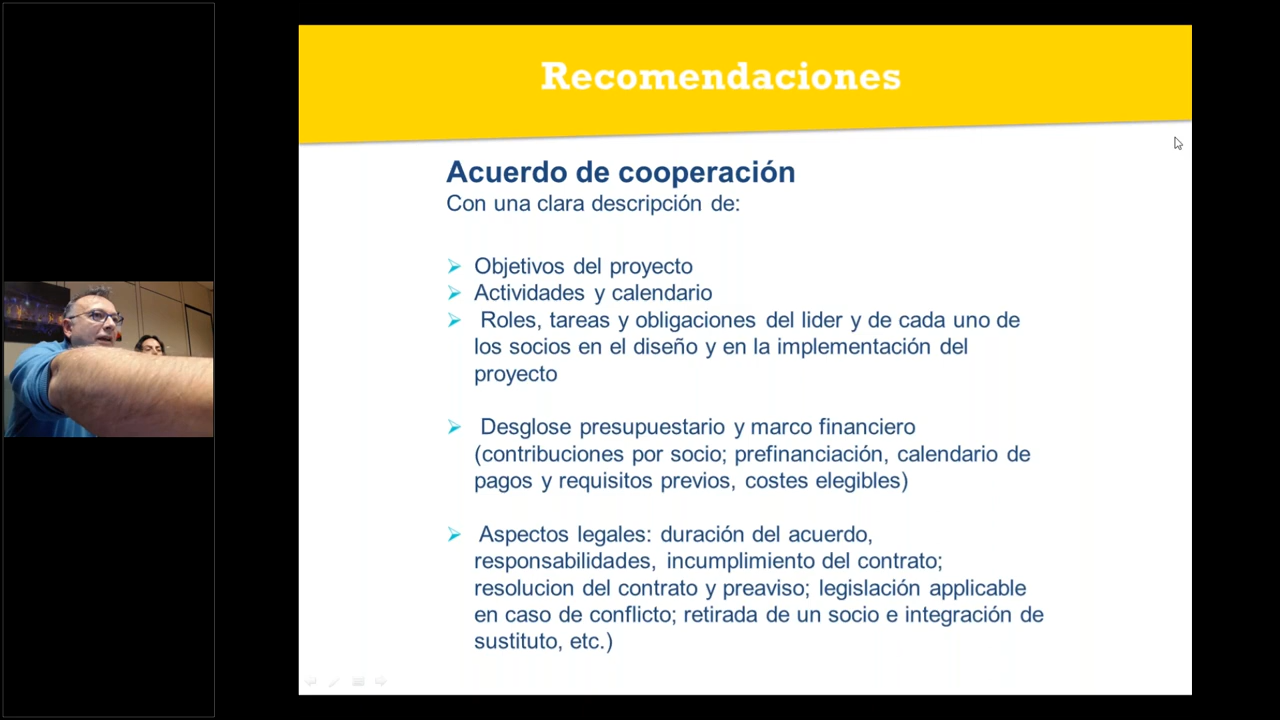 Recomendaciones
Acuerdo de cooperación
Con una clara descripción de:
Objetivos del proyecto
Actividades y calendario
Roles, tareas y obligaciones del lider y de cada uno de
los socios en el diseño y en la implementación del
proyecto
Desglose presupuestario y marco financiero
(contribuciones por socio; prefinanciación, calendario de
pagos y requisitos previos, costes elegibles)
Aspectos legales: duración del acuerdo,
responsabilidades, incumplimiento del contrato;
resolucion del contrato y preaviso; legislación applicable
en caso de conflicto; retirada de un socio e integración de
sustituto, etc.)